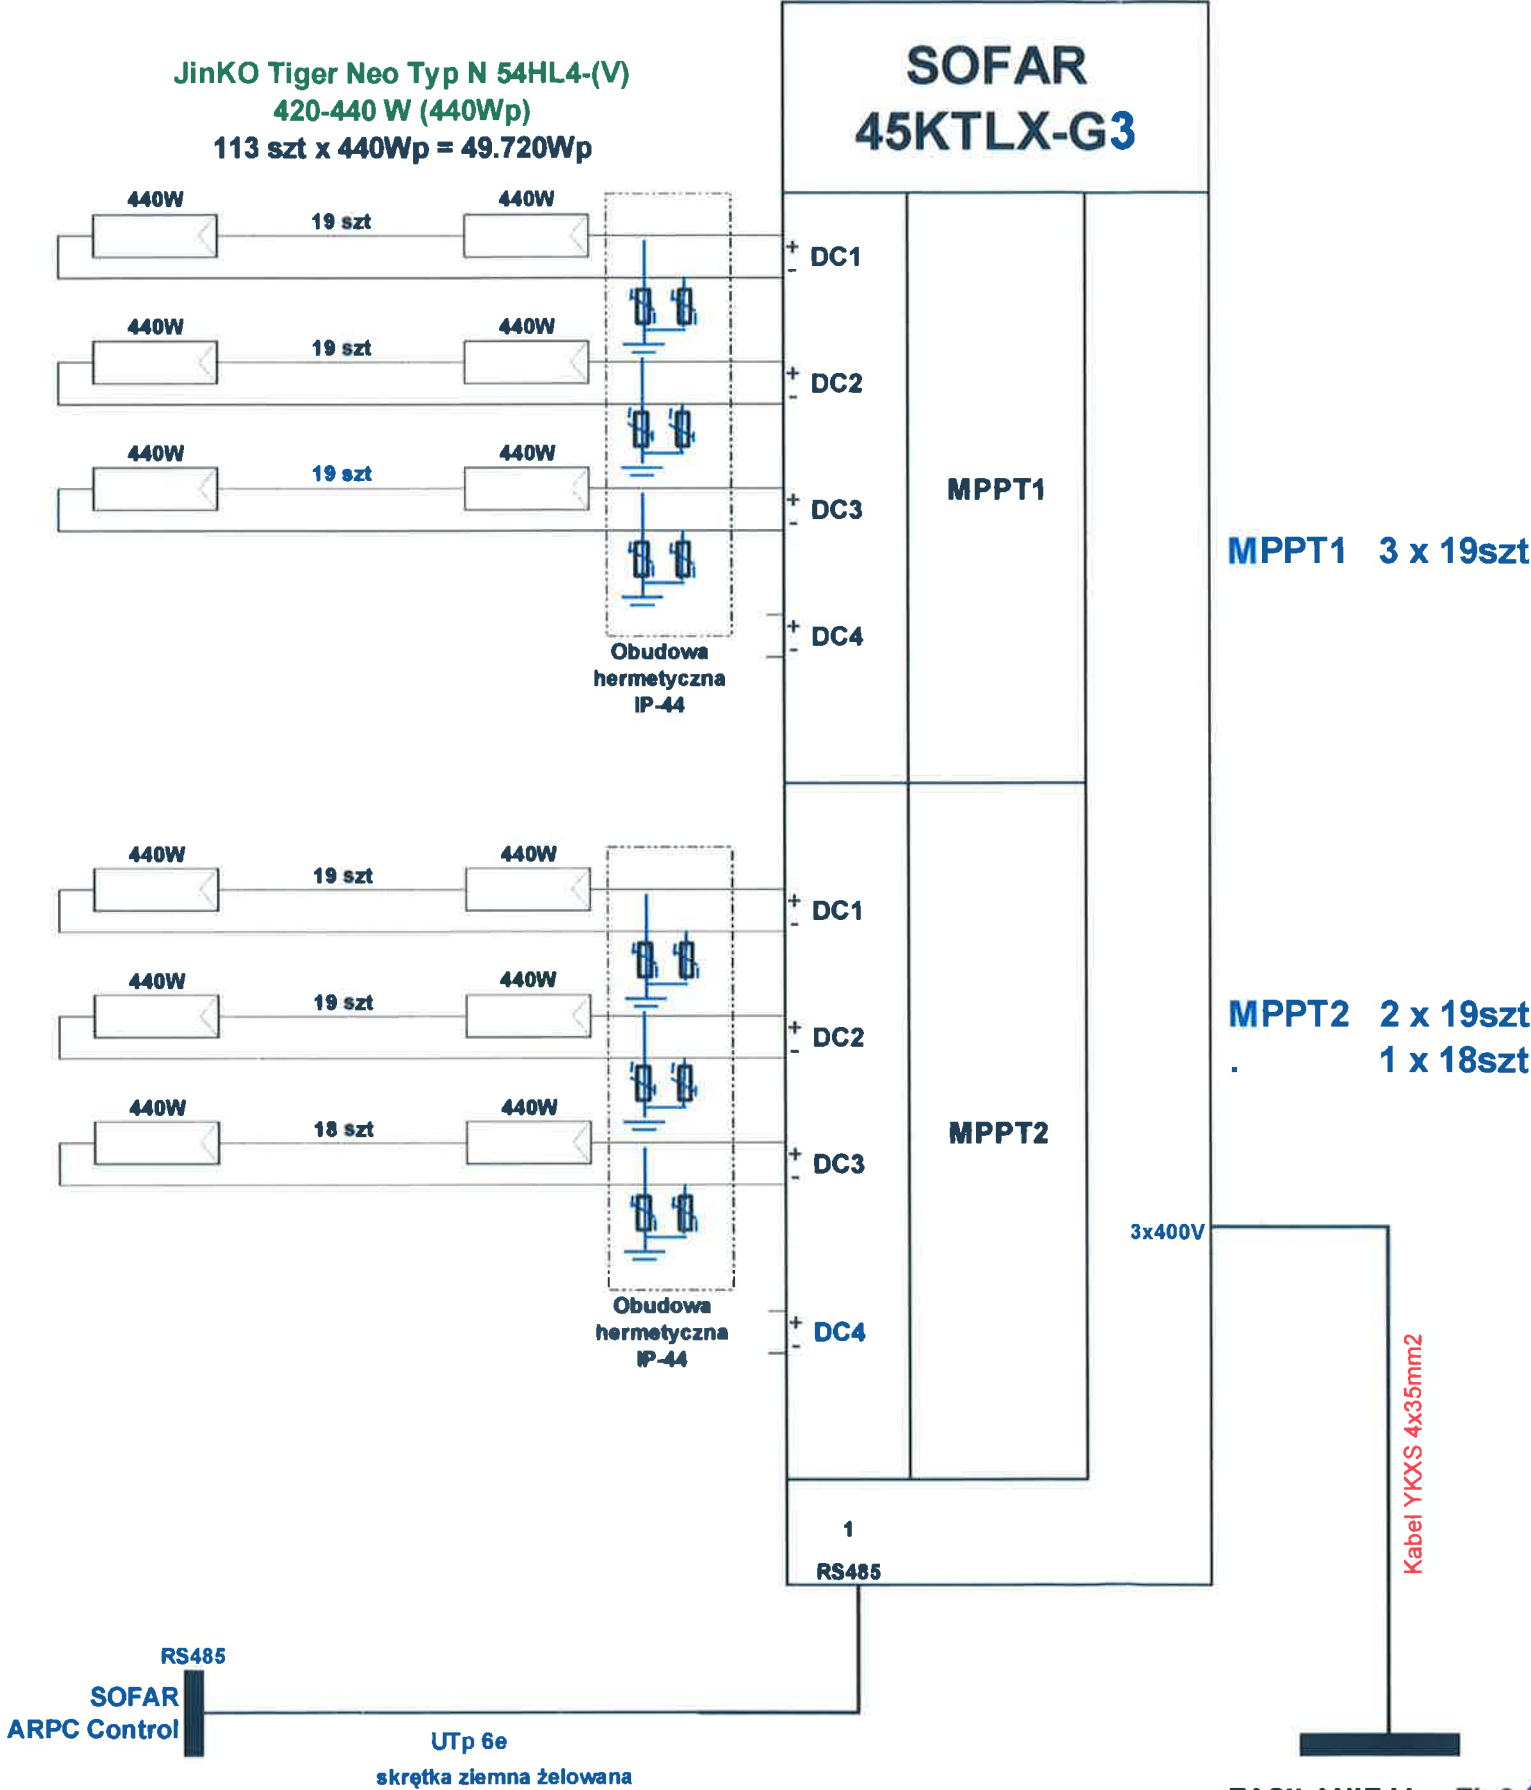 JinKO Tiger Neo Typ N 54HL4-(V)
420-440 W (440Wp)
113 szt x 440Wp = 49.720Wp
SOFAR
45KTLX-G3
440W
19 szt
440W
+
-
DC1
440W
19 szt
440W
+
-
DC2
440W
19 szt
440W
+
-
DC3
+
-
DC4
Obudowa
hermetyczna
IP-44
MPPT1
MPPT1 3 x 19szt
440W
19 szt
440W
+
-
DC1
440W
19 szt
440W
+
-
DC2
440W
18 szt
440W
+
-
DC3
+
-
DC4
Obudowa
hermetyczna
IP-44
MPPT2
MPPT2 2 x 19szt
. 1 x 18szt
3x400V
Kabel YKXS 4x35mm2
1
RS485
RS485
SOFAR
ARPC Control
UTp 6e
skrętka ziemna żelowana